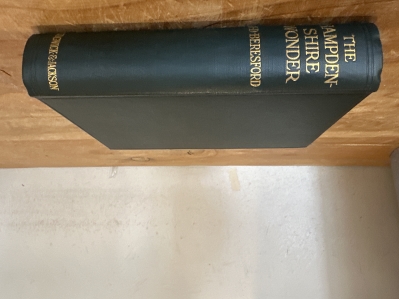 THE
HAMPDEN-
SHIRE
WONDER
J.D.BERESFORD
SIDGWICK & JACKSON